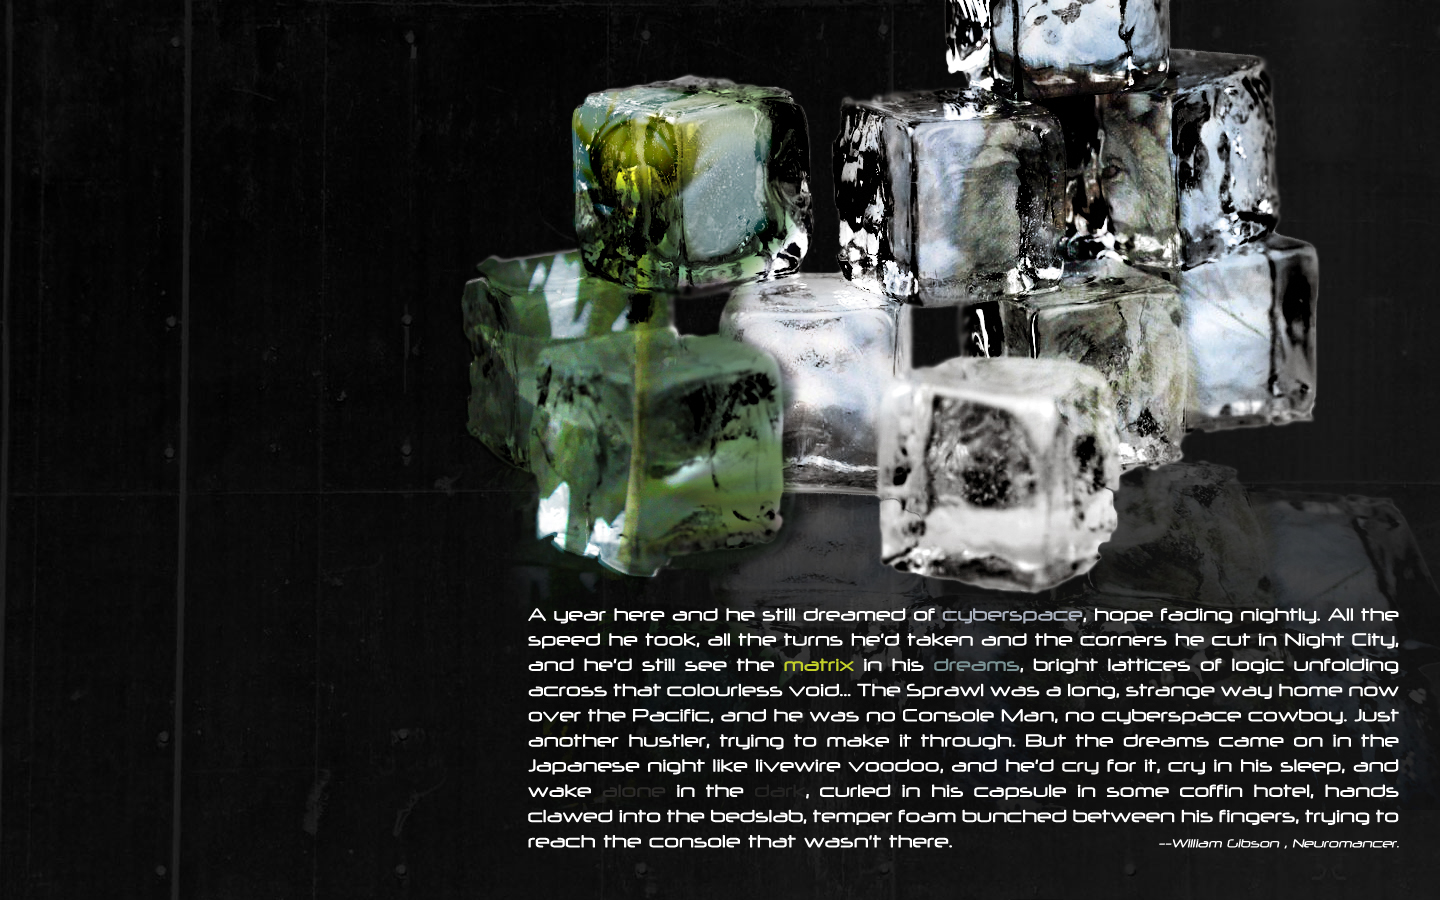 A year here and he still dreamed of cyberspace, hope fading nightly. All the
speed he took, all the turns he'd taken and the corners he cut in Night City,
and he'd still see the matrix in his dreams, bright lattices of logic unfolding
across that colourless void... The Sprawl was a long, strange way home now
over the Pacific, and he was no Console Man, no cyberspace cowboy. Just
another hustler, trying to make it through. But the dreams came on in the
Japanese night like livewire voodoo, and he'd cry for it, cry in his sleep, and
wake alone in the dark, curled in his capsule in some coffin hotel, hands
clawed into the bedslab, temper foam bunched between his fingers, trying to
reach the console that wasn't there.
--William Gibson , Neuromancer.